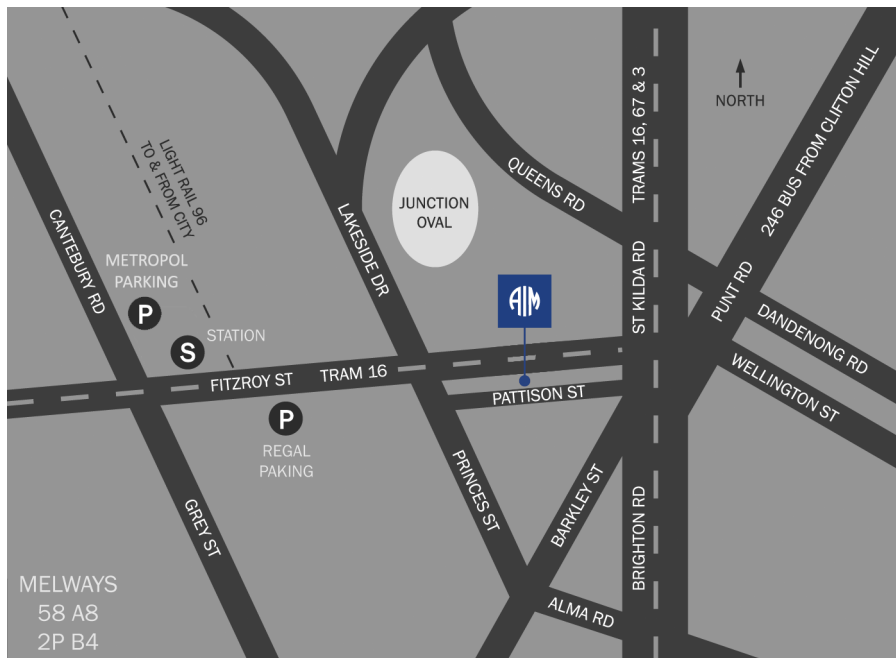 TRAMS 16, 67 & 3
NORTH
246 BUS FROM CLIFTON HILL
LIGHT RAIL 96
TO & FROM CITY
QUEENS RD
JUNCTION
OVAL
LAKESIDE DR
CANTEBURY RD
METROPOL
PARKING
P
S
STATION
AIM
ST KILDA RD
PUNT RD
DANDENONG RD
WELLINGTON ST
FITZROY ST
TRAM 16
PATTISON ST
P
REGAL
PAKING
PRINCES ST
GREY ST
BARKLEY ST
BRIGHTON RD
ALMA RD
MELWAYS
58 A8
2P B4